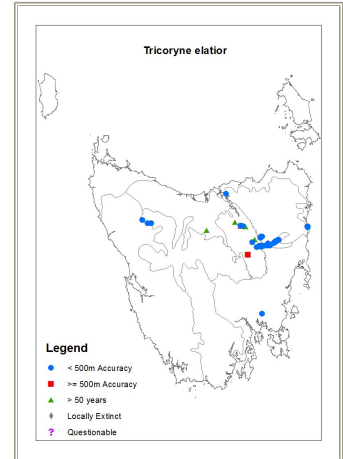 Tricoryne elatior
Legend
< 500m Accuracy
>= 500m Accuracy
> 50 years
Locally Extinct
? Questionable